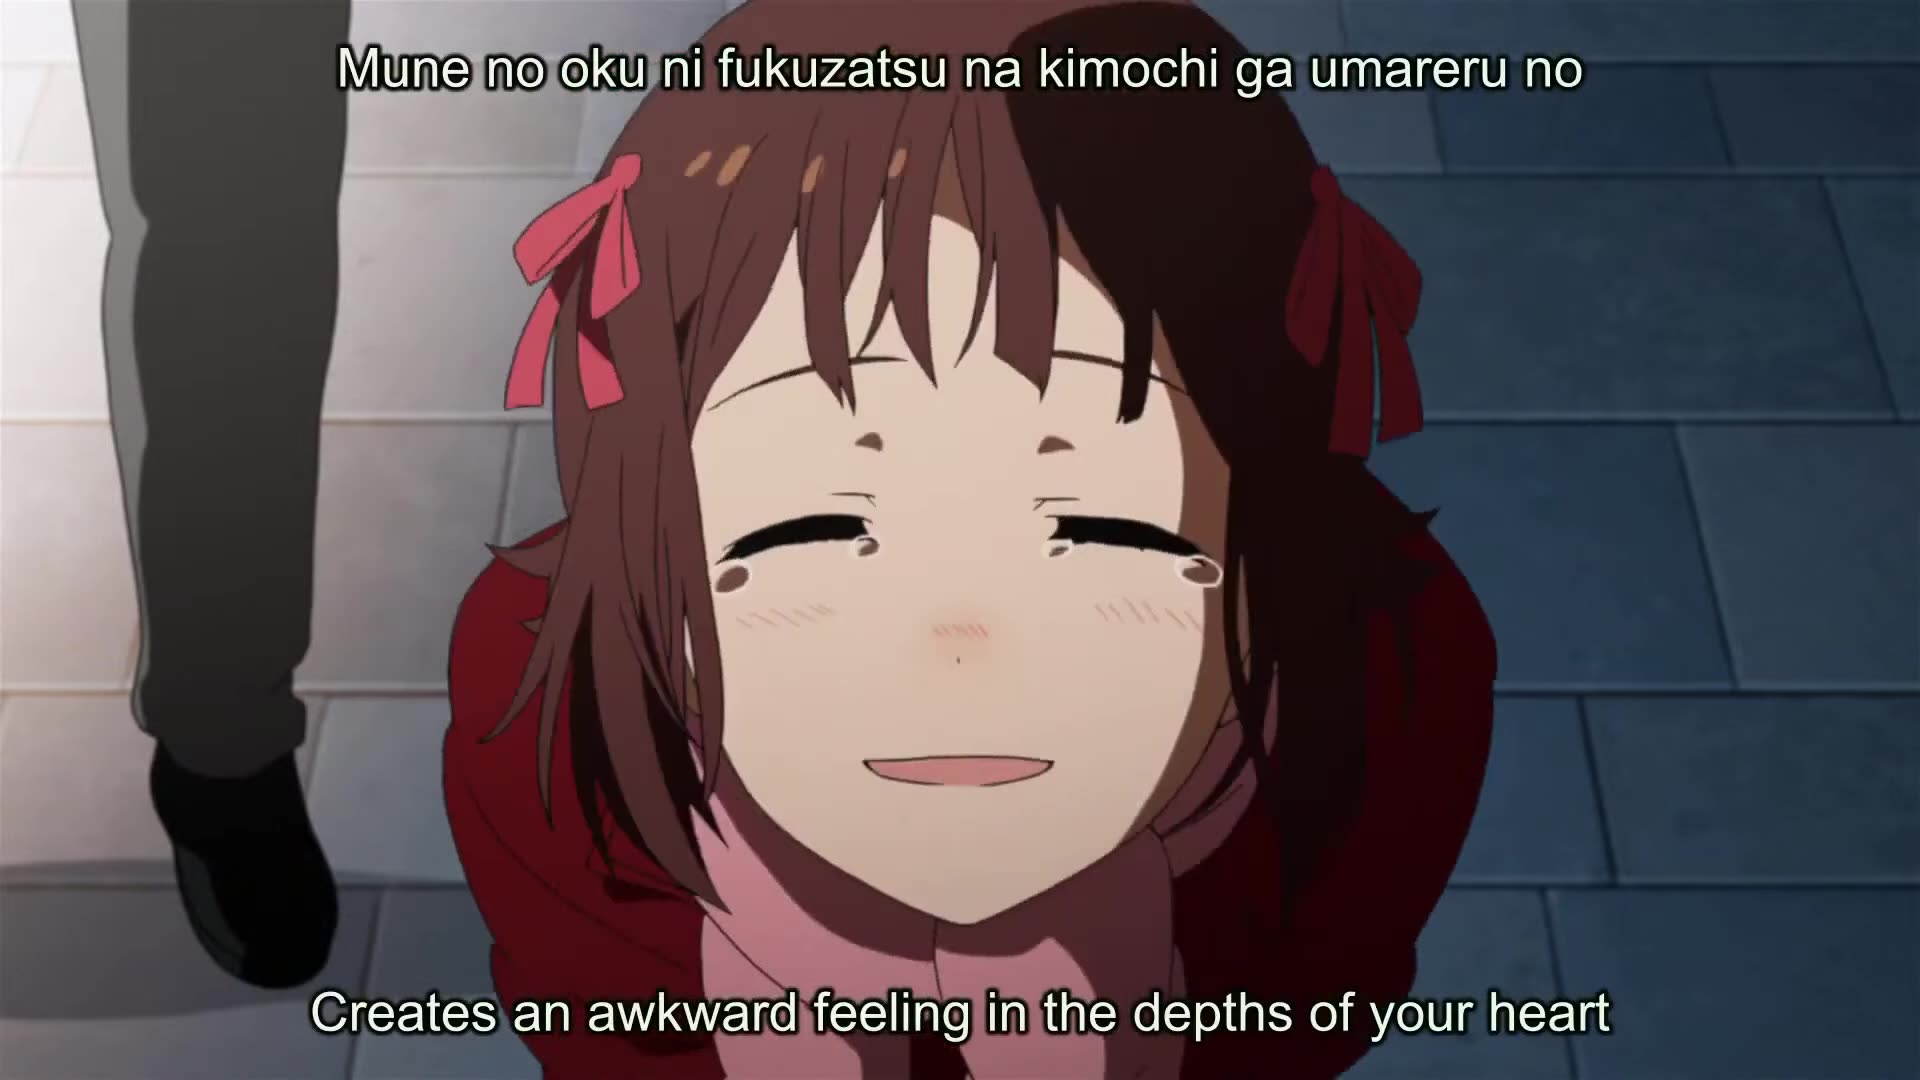 Mune no oku ni fukuzatsu na kimochi ga umareru no
Creates an awkward feeling in the depths of your heart